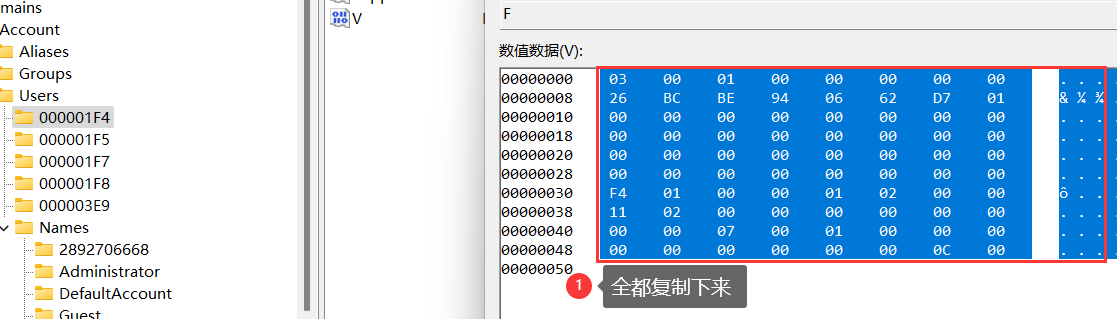 mains
Account
Aliases
Groups
Users
000001F4
000001F5
000001F7
000001F8
000003E9
Names
2892706668
Administrator
DefaultAccount
Guest
V
F
数值数据(V):
00000000 03 00 01 00 00 00 00 00 . . . .
00000008 26 BC BE 94 06 62 D7 01 & ¼ ¾
00000010 00 00 00 00 00 00 00 00 . . . .
00000018 00 00 00 00 00 00 00 00 . . . .
00000020 00 00 00 00 00 00 00 00 . . . .
00000028 00 00 00 00 00 00 00 00 . . . .
00000030 F4 01 00 00 01 02 00 00 ô . . .
00000038 11 02 00 00 00 00 00 00 . . . .
00000040 00 00 07 00 01 00 00 00 . . . .
00000048 00 00 00 00 00 00 0C 00 . . . .
00000050
1 全都复制下来